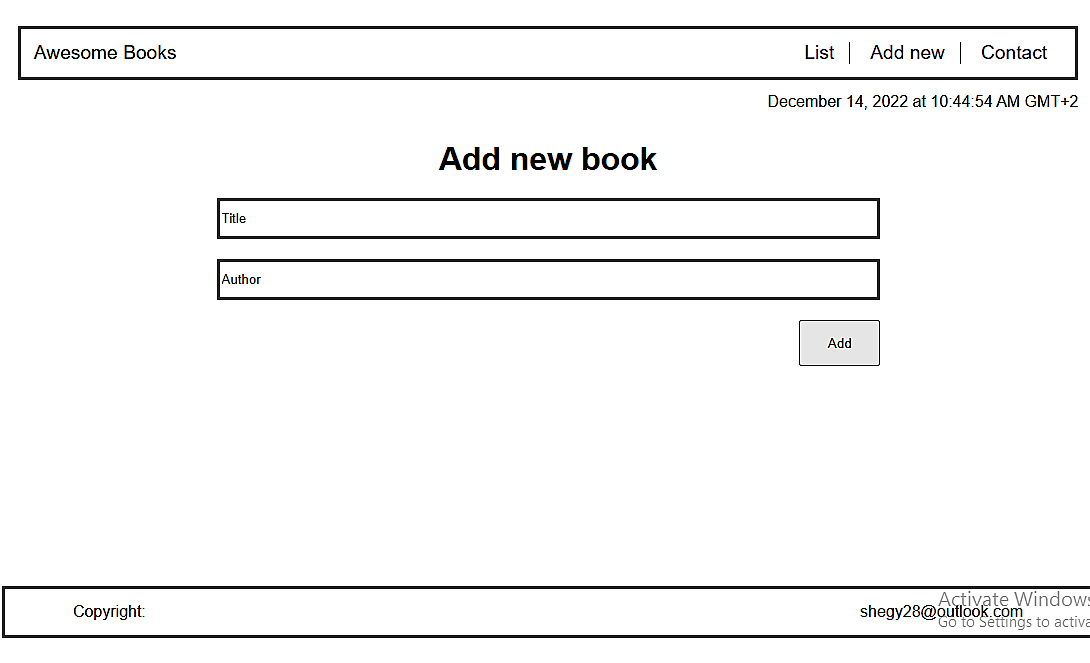 Awesome Books List Add new Contact
December 14, 2022 at 10:44:54 AM GMT+2
Add new book
Title
Author
Add
Activate Windows
Copyright: shegy28@outlook.com
Go to Settings to activa